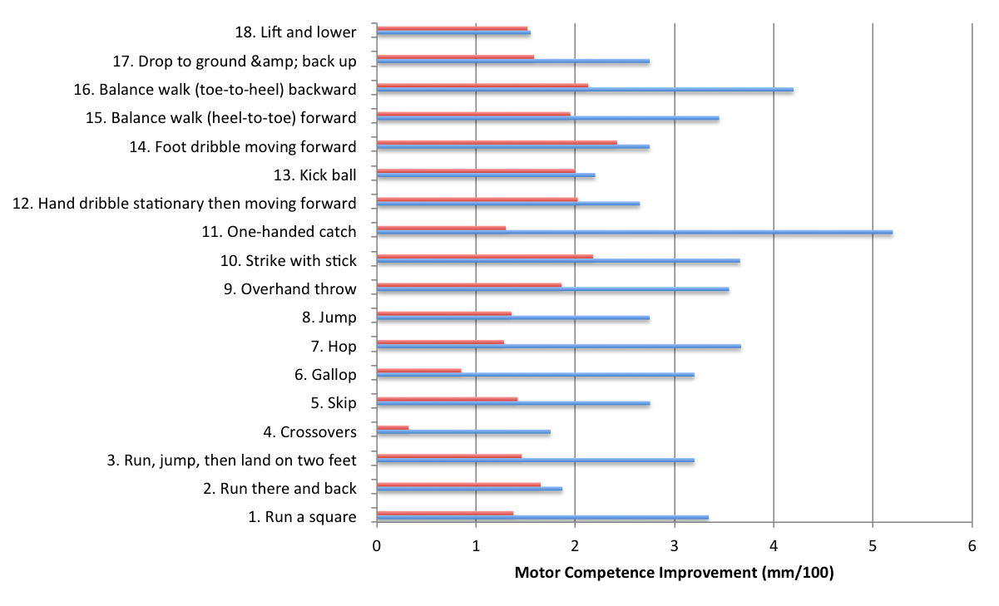 18. Lift and lower
17. Drop to ground &amp; back up
16. Balance walk (toe-to-heel) backward
15. Balance walk (heel-to-toe) forward
14. Foot dribble moving forward
13. Kick ball
12. Hand dribble stationary then moving forward
11. One-handed catch
10. Strike with stick
9. Overhand throw
8. Jump
7. Hop
6. Gallop
5. Skip
4. Crossovers
3. Run, jump, then land on two feet
2. Run there and back
1. Run a square
0 1 2 3 4 5 6
Motor Competence Improvement (mm/100)